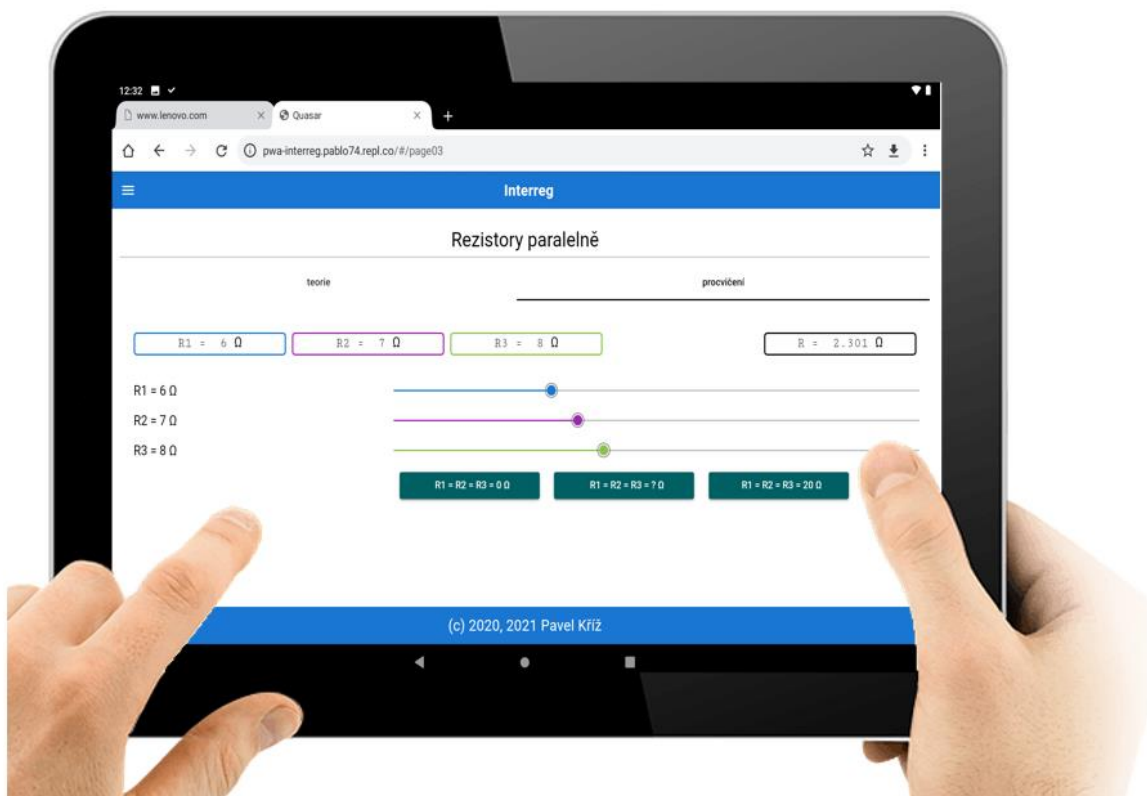 12:32
www.lenovo.com
Quasar
pwa-interreg.pablo74.repl.co/#/page03
Interreg
Rezistory paralelně
teorie
procvičení
R1 = 6 Ω
R2 = 7 Ω
R3 = 8 Ω
R = 2.301 Ω
R1 = 6 Ω
R2 = 7 Ω
R3 = 8 Ω
R1 = R2 = R3 = 0 Ω
R1 = R2 = R3 = ? Ω
R1 = R2 = R3 = 20 Ω
(c) 2020, 2021 Pavel Kříž